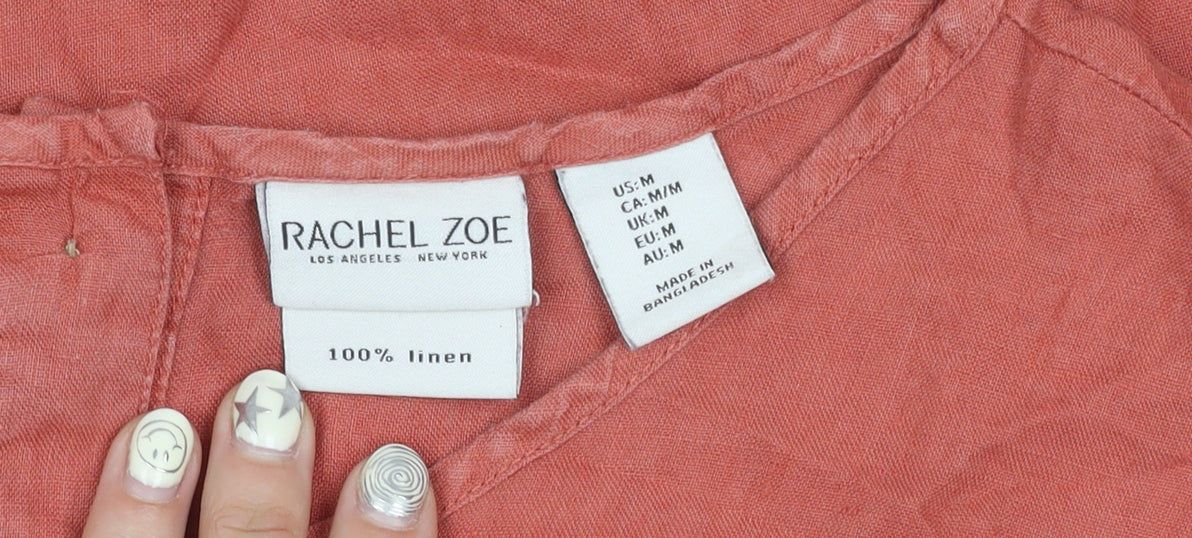 RACHEL ZOE
LOS ANGELES NEW YORK
100% linen
US: M
CA: M/M
UK: M
EU: M
AU: M
MADE IN
BANGLADESH